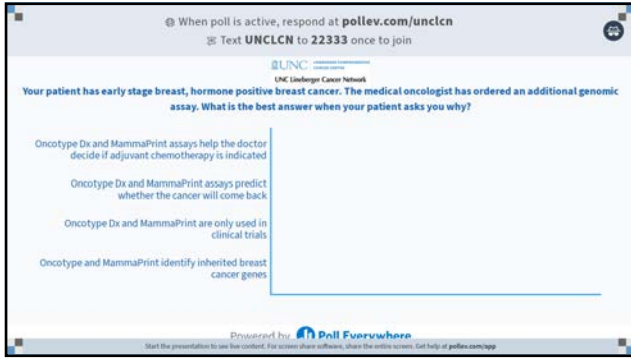 When poll is active, respond at pollev.com/unclcn
Text UNCLCN to 22333 once to join
UNC
UNC Lineberger Cancer Network
Your patient has early stage breast, hormone positive breast cancer. The medical oncologist has ordered an additional genomic
assay. What is the best answer when your patient asks you why?
Oncotype Dx and MammaPrint assays help the doctor
decide if adjuvant chemotherapy is indicated
Oncotype Dx and MammaPrint assays predict
whether the cancer will come back
Oncotype Dx and MammaPrint are only used in
clinical trials
Oncotype and MammaPrint identify inherited breast
cancer genes
Powered by Poll Everywhere
Start the presentation to see live content. For screen share software, share the entire screen. Get help at pollev.com/app